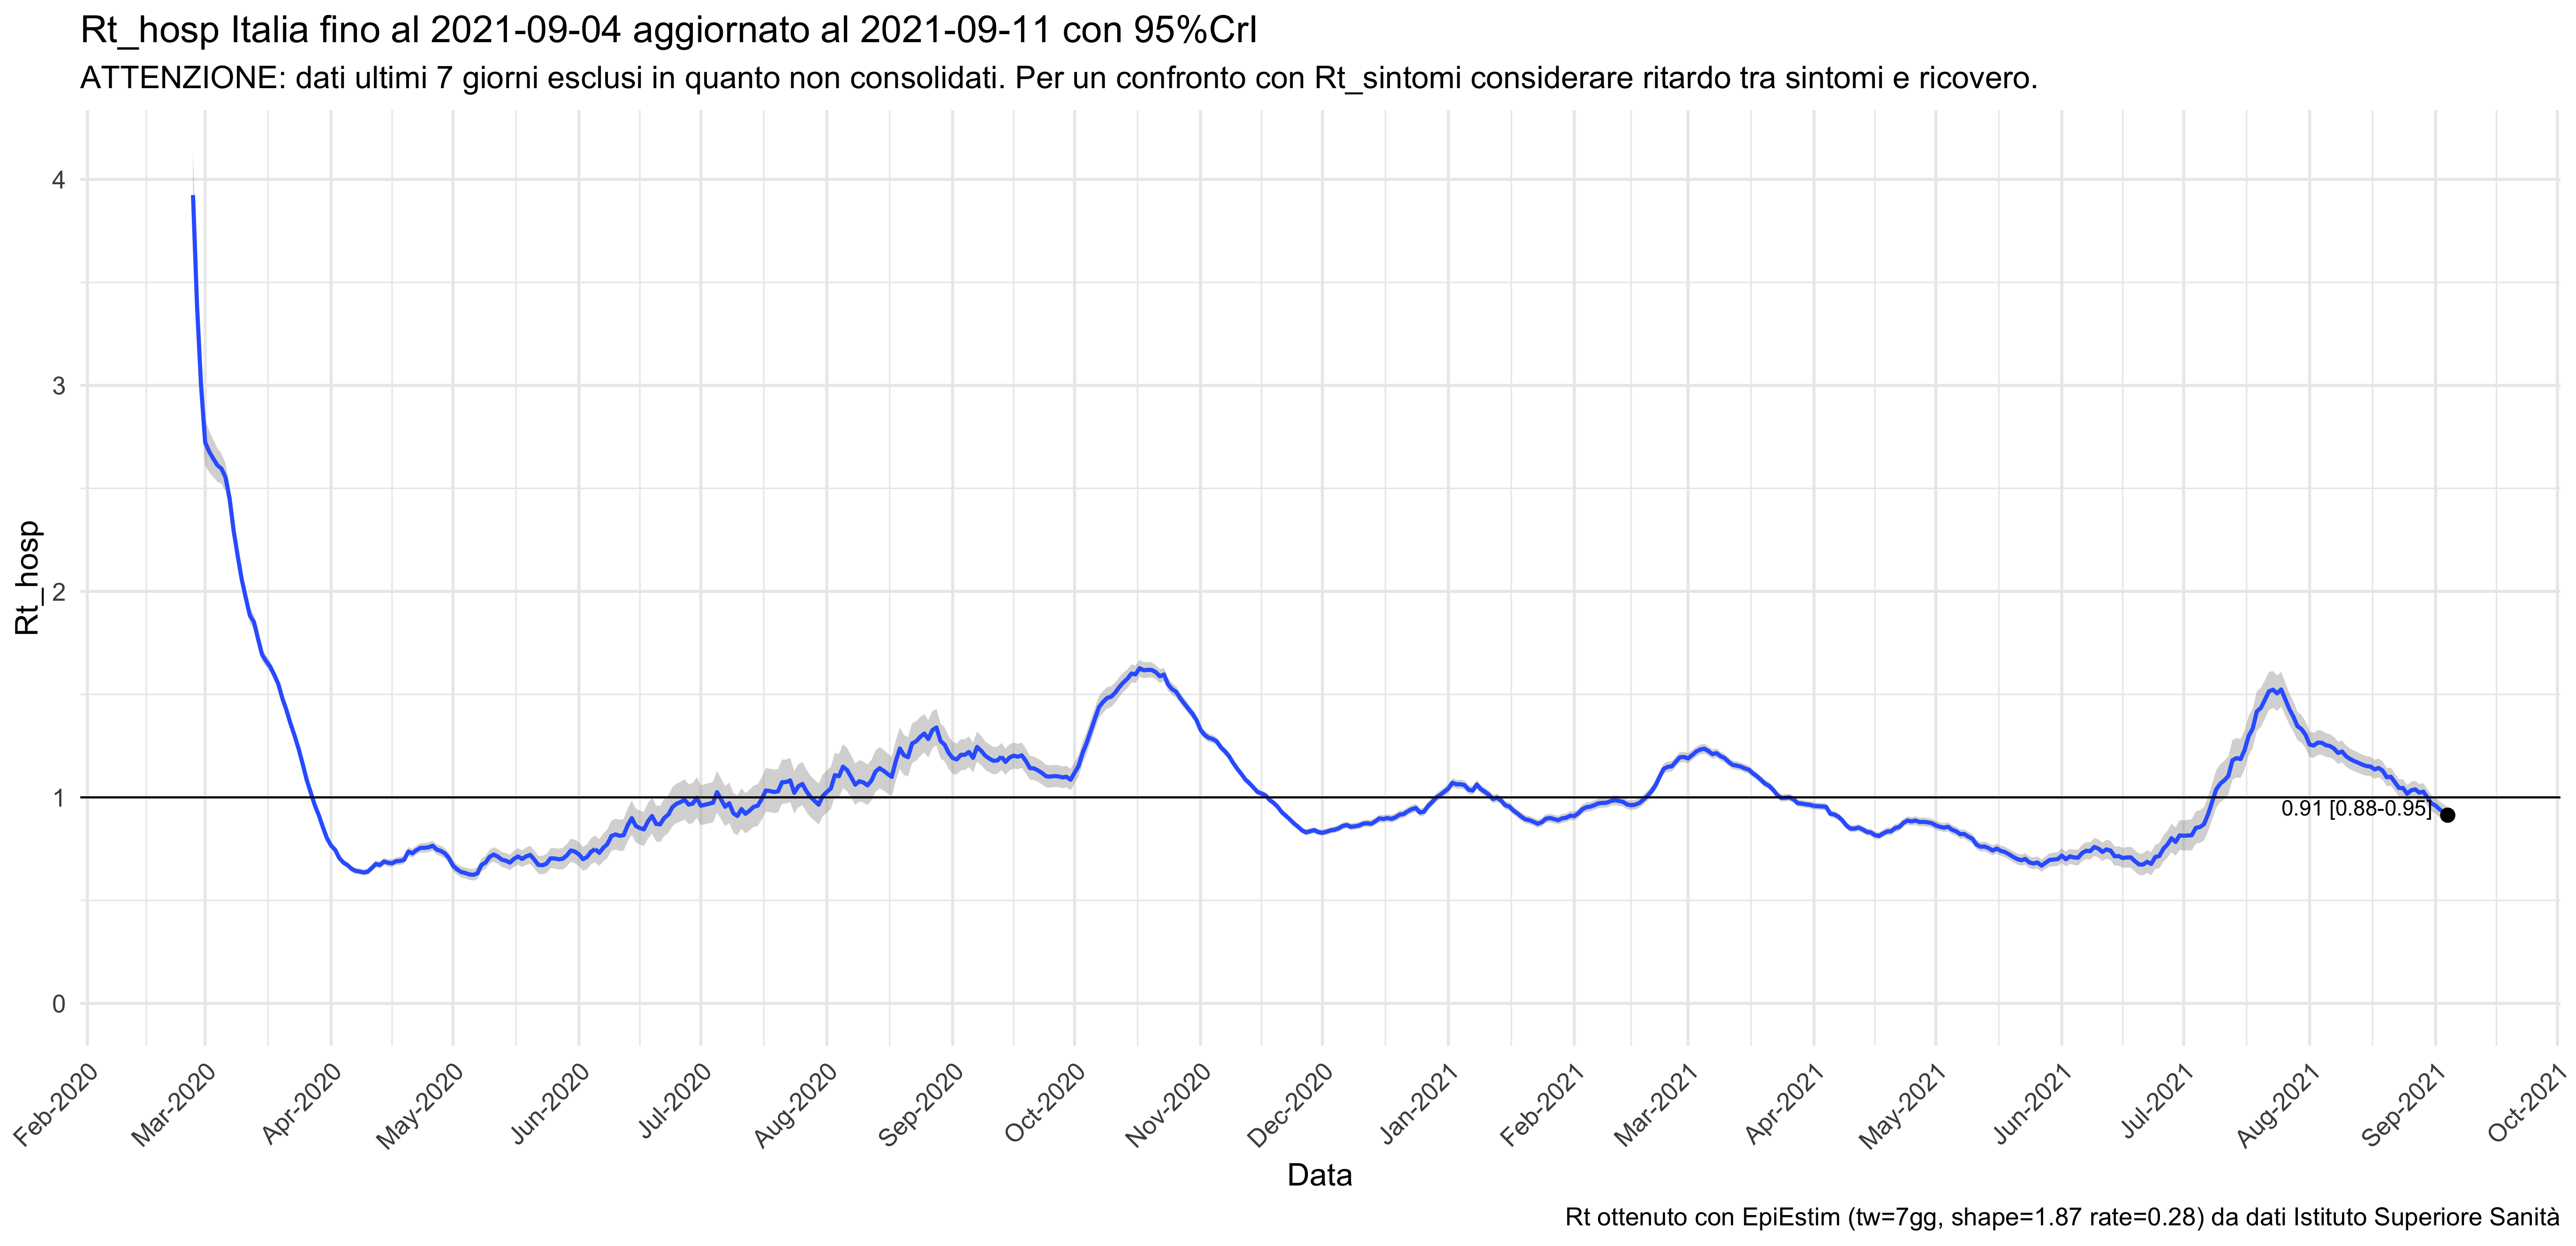 Rt_hosp Italia fino al 2021-09-04 aggiornato al 2021-09-11 con 95%CrI
ATTENZIONE: dati ultimi 7 giorni esclusi in quanto non consolidati. Per un confronto con Rt_sintomi considerare ritardo tra sintomi e ricovero.
4
3
2
1
0
Rt_hosp
0.91 [0.88-0.95]
Feb-2020
Mar-2020
Apr-2020
May-2020
Jun-2020
Jul-2020
Aug-2020
Sep-2020
Oct-2020
Nov-2020
Dec-2020
Jan-2021
Feb-2021
Mar-2021
Apr-2021
May-2021
Jun-2021
Jul-2021
Aug-2021
Sep-2021
Oct-2021
Data
Rt ottenuto con EpiEstim (tw=7gg, shape=1.87 rate=0.28) da dati Istituto Superiore Sanità